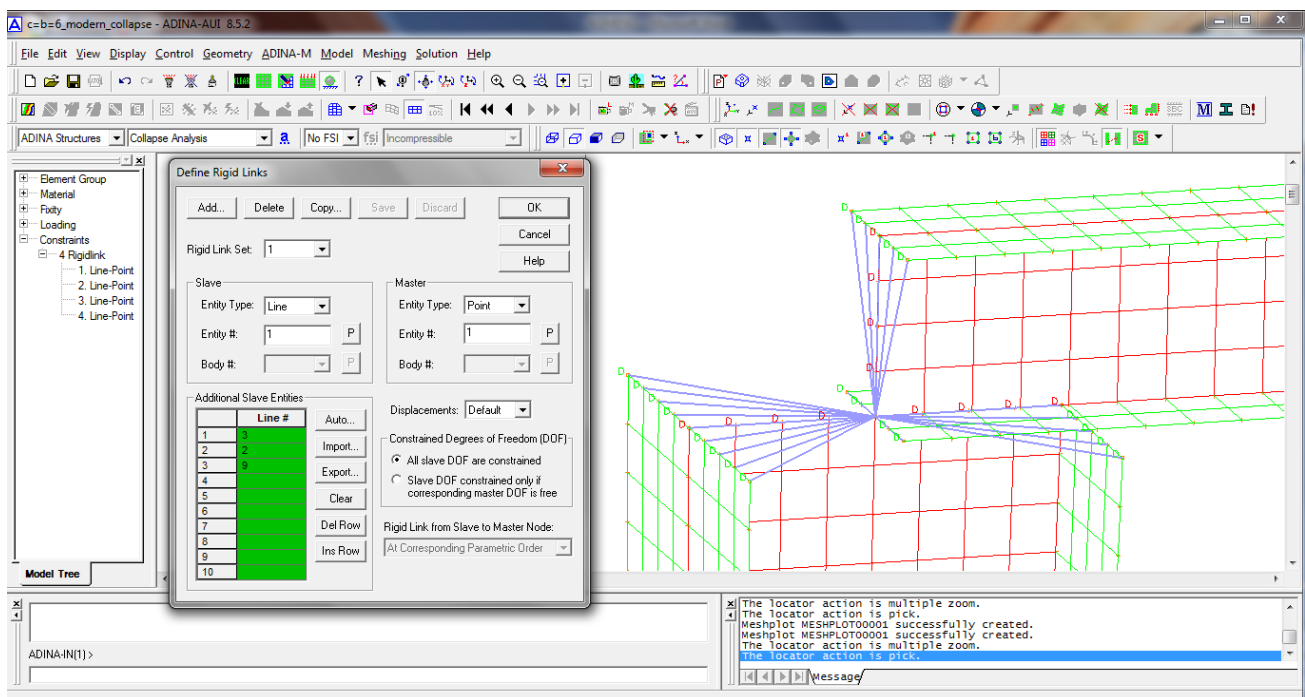 c=b=6_modern_collapse - ADINA-AUI 8.5.2
File Edit View Display Control Geometry ADINA-M Model Meshing Solution Help
ADINA Structures Collapse Analysis a No FSI fsi Incompressible
Element Group
Material
Fixity
Loading
Constraints
4 Rigidlink
1. Line-Point
2. Line-Point
3. Line-Point
4. Line-Point
Model Tree
Define Rigid Links
Add... Delete Copy... Save Discard OK
Cancel
Help
Rigid Link Set: 1
Slave
Entity Type: Line
Entity #: 1 P
Body #: P
Master
Entity Type: Point
Entity #: 1 P
Body #: P
Additional Slave Entities
Line #
1 3
2 2
3 9
4
5
6
7
8
9
10
Auto...
Import...
Export...
Clear
Del Row
Ins Row
Displacements: Default
Constrained Degrees of Freedom (DOF)
All slave DOF are constrained
Slave DOF constrained only if
corresponding master DOF is free
Rigid Link from Slave to Master Node:
At Corresponding Parametric Order
ADINA-IN(1) >
The locator action is multiple zoom.
The locator action is pick.
Meshplot MESHPLOT00001 successfully created.
Meshplot MESHPLOT00001 successfully created.
The locator action is multiple zoom.
The locator action is pick.
Message